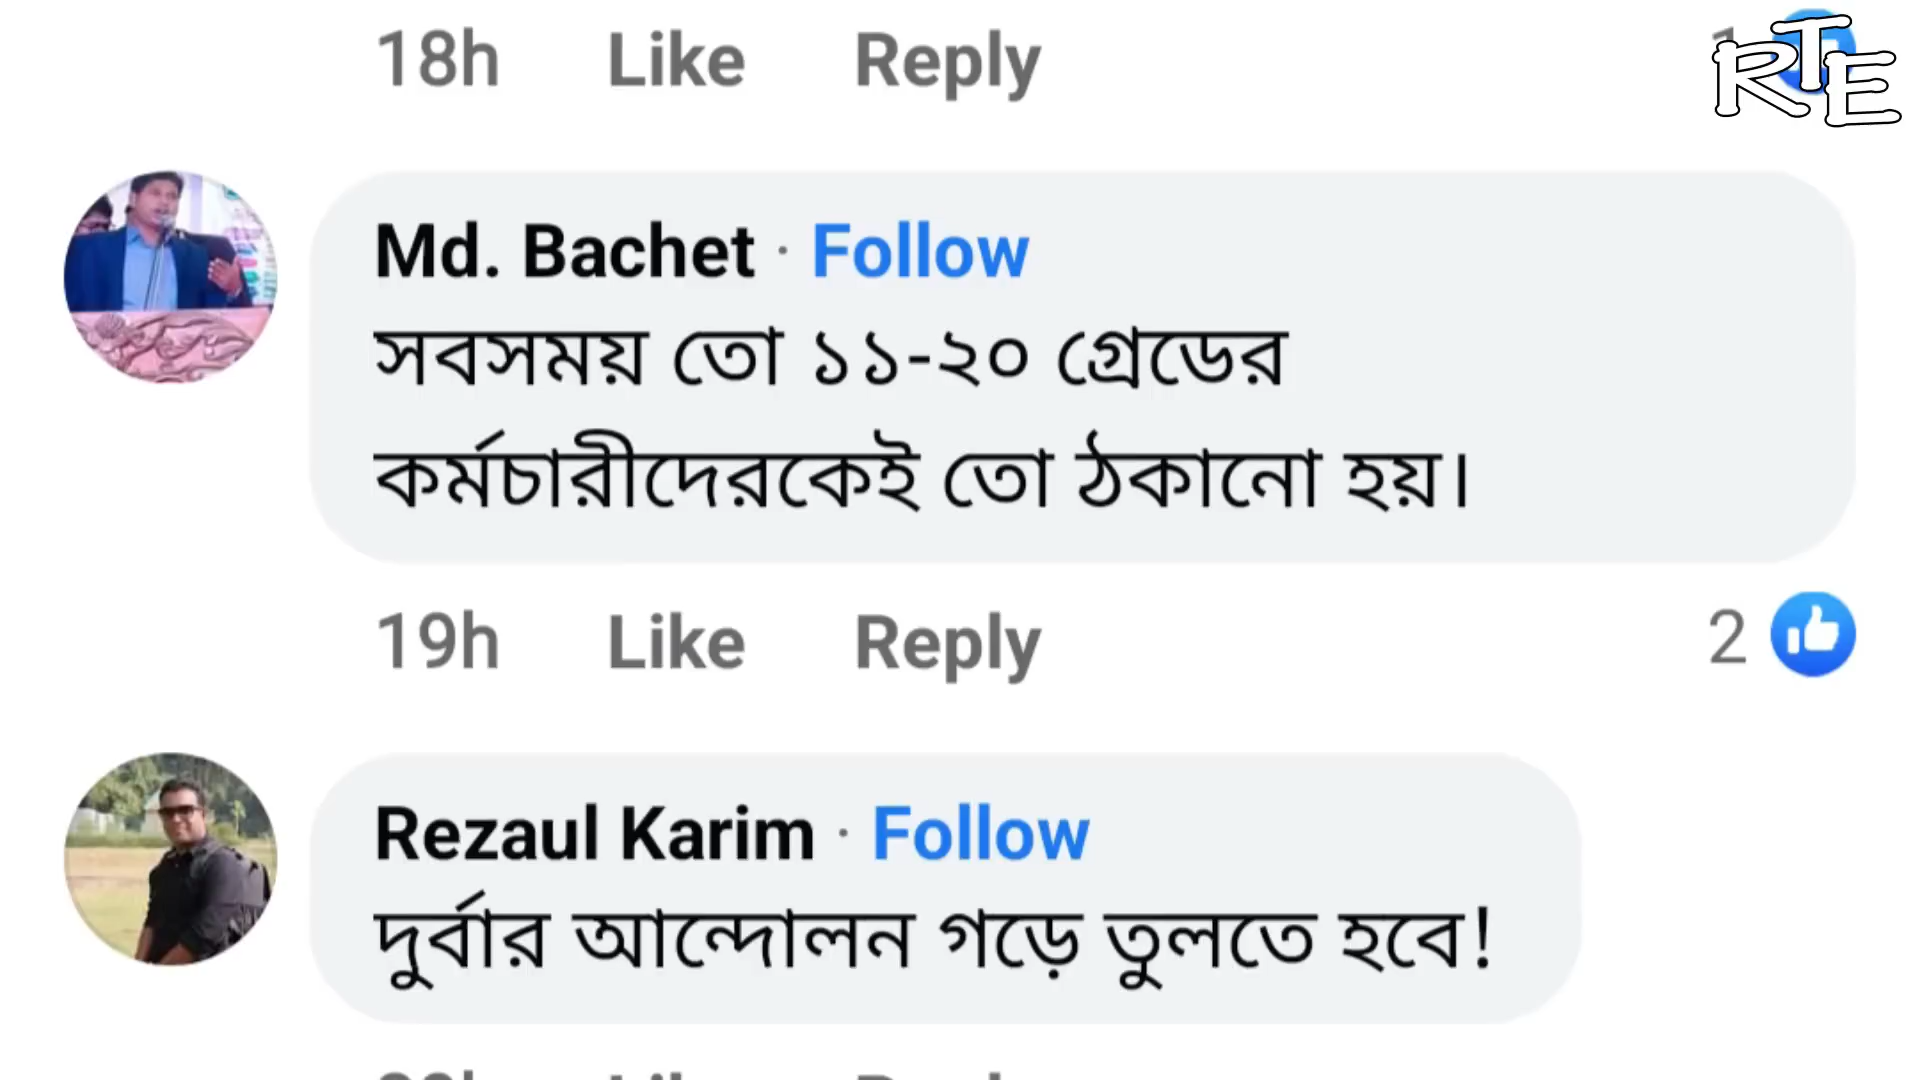 18h Like Reply
RTE
Md. Bachet · Follow
সবসময় তো ১১-২০ গ্রেডের
কর্মচারীদেরকেই তো ঠকানো হয়।
19h Like Reply 2
Rezaul Karim · Follow
দুর্বার আন্দোলন গড়ে তুলতে হবে!